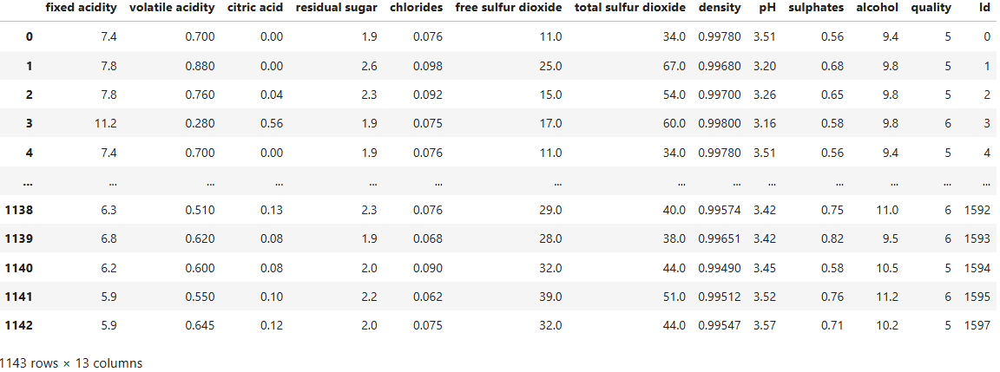 fixed acidity volatile acidity citric acid residual sugar chlorides free sulfur dioxide total sulfur dioxide density pH sulphates alcohol quality Id
0 7.4 0.700 0.00 1.9 0.076 11.0 34.0 0.99780 3.51 0.56 9.4 5 0
1 7.8 0.880 0.00 2.6 0.098 25.0 67.0 0.99680 3.20 0.68 9.8 5 1
2 7.8 0.760 0.04 2.3 0.092 15.0 54.0 0.99700 3.26 0.65 9.8 5 2
3 11.2 0.280 0.56 1.9 0.075 17.0 60.0 0.99800 3.16 0.58 9.8 6 3
4 7.4 0.700 0.00 1.9 0.076 11.0 34.0 0.99780 3.51 0.56 9.4 5 4
... ... ... ... ... ... ... ... ... ... ... ... ... ...
1138 6.3 0.510 0.13 2.3 0.076 29.0 40.0 0.99574 3.42 0.75 11.0 6 1592
1139 6.8 0.620 0.08 1.9 0.068 28.0 38.0 0.99651 3.42 0.82 9.5 6 1593
1140 6.2 0.600 0.08 2.0 0.090 32.0 44.0 0.99490 3.45 0.58 10.5 5 1594
1141 5.9 0.550 0.10 2.2 0.062 39.0 51.0 0.99512 3.52 0.76 11.2 6 1595
1142 5.9 0.645 0.12 2.0 0.075 32.0 44.0 0.99547 3.57 0.71 10.2 5 1597
1143 rows × 13 columns